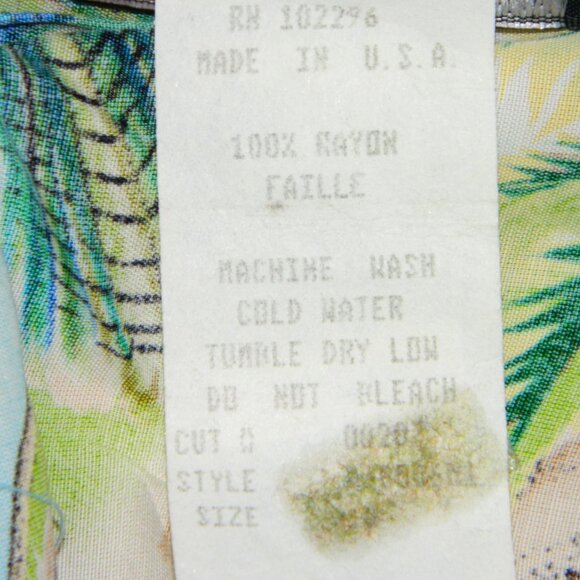 RN 102296
MADE IN U.S.A.
100% RAYON
FAILLE
MACHINE WASH
COLD WATER
TUMBLE DRY LOW
DO NOT BLEACH
CUT #
STYLE
SIZE